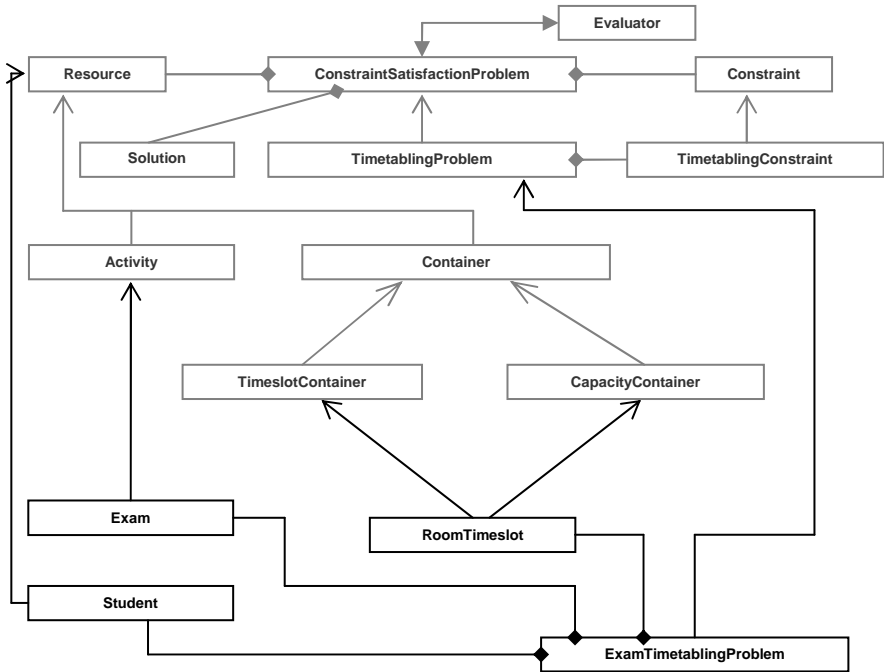 Evaluator
Resource
ConstraintSatisfactionProblem
Constraint
Solution
TimetablingProblem
TimetablingConstraint
Activity
Container
TimeslotContainer
CapacityContainer
Exam
RoomTimeslot
Student
ExamTimetablingProblem